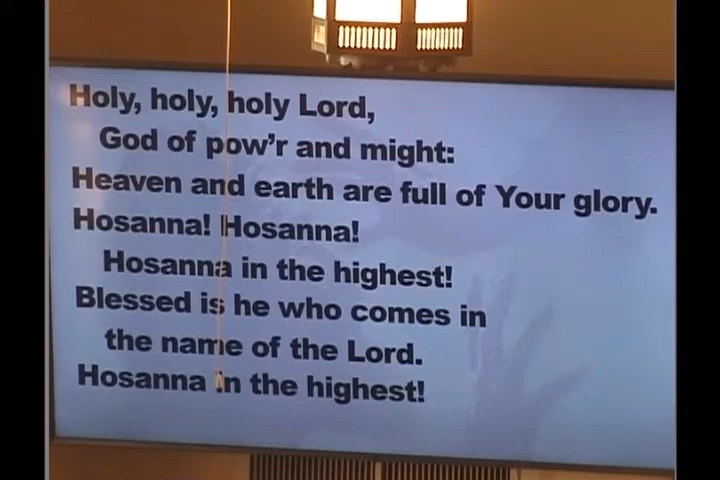 Holy, holy, holy Lord,
God of pow'r and might:
Heaven and earth are full of Your glory.
Hosanna! Hosanna!
Hosanna in the highest!
Blessed is he who comes in
the name of the Lord.
Hosanna in the highest!